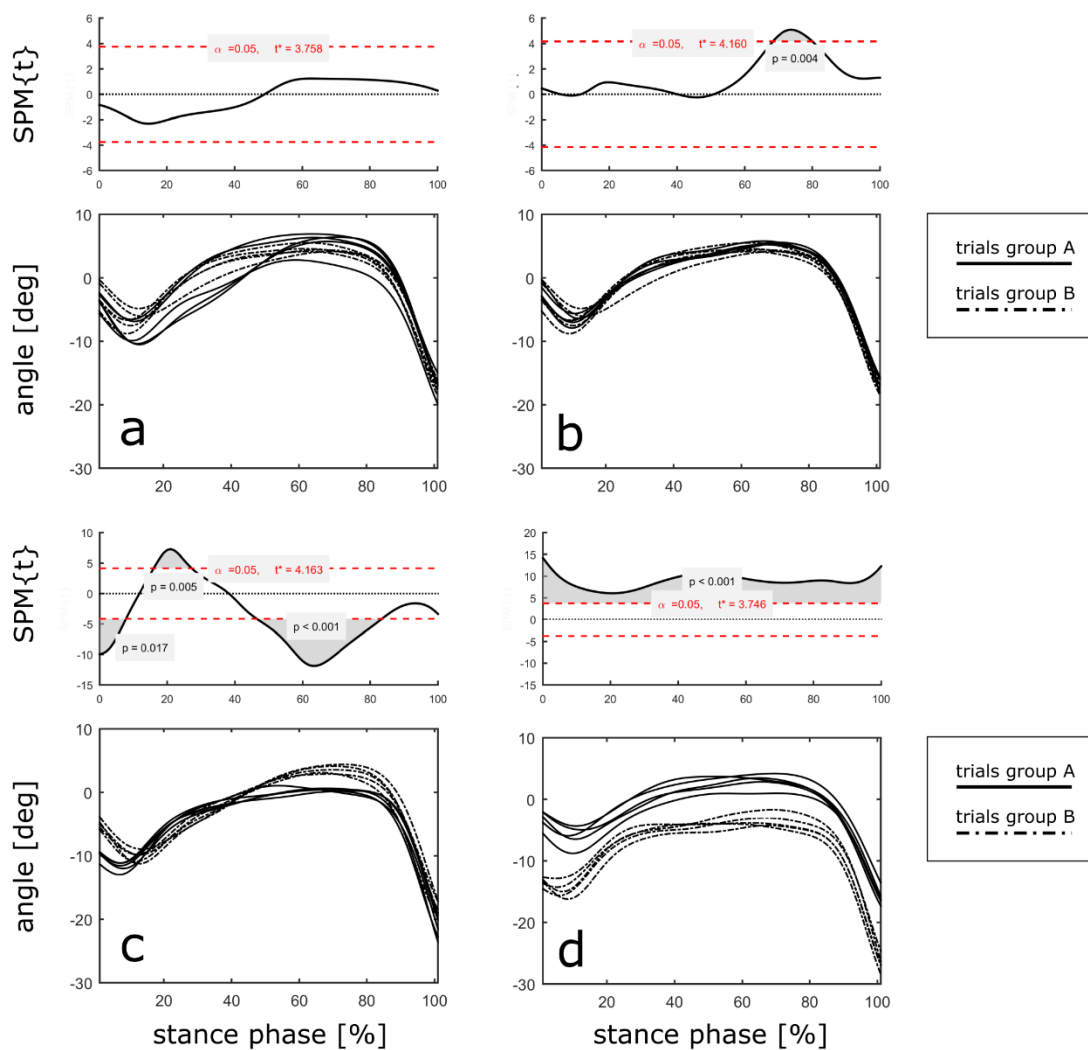 SPM{t}
6
4
2
0
-2
-4
-6
α =0.05, t* = 3.758
0 20 40 60 80 100
6
4
2
0
-2
-4
-6
α =0.05, t* = 4.160
p = 0.004
0 20 40 60 80 100
angle [deg]
10
0
-10
-20
-30
a
20 40 60 80 100
10
0
-10
-20
-30
b
20 40 60 80 100
trials group A
trials group B
SPM{t}
10
5
0
-5
-10
-15
α =0.05, t* = 4.163
p = 0.005
p < 0.001
p = 0.017
0 20 40 60 80 100
20
15
10
5
0
-5
-10
-15
p < 0.001
α =0.05, t* = 3.746
0 20 40 60 80 100
angle [deg]
10
0
-10
-20
-30
c
20 40 60 80 100
stance phase [%]
10
0
-10
-20
-30
d
20 40 60 80 100
stance phase [%]
trials group A
trials group B